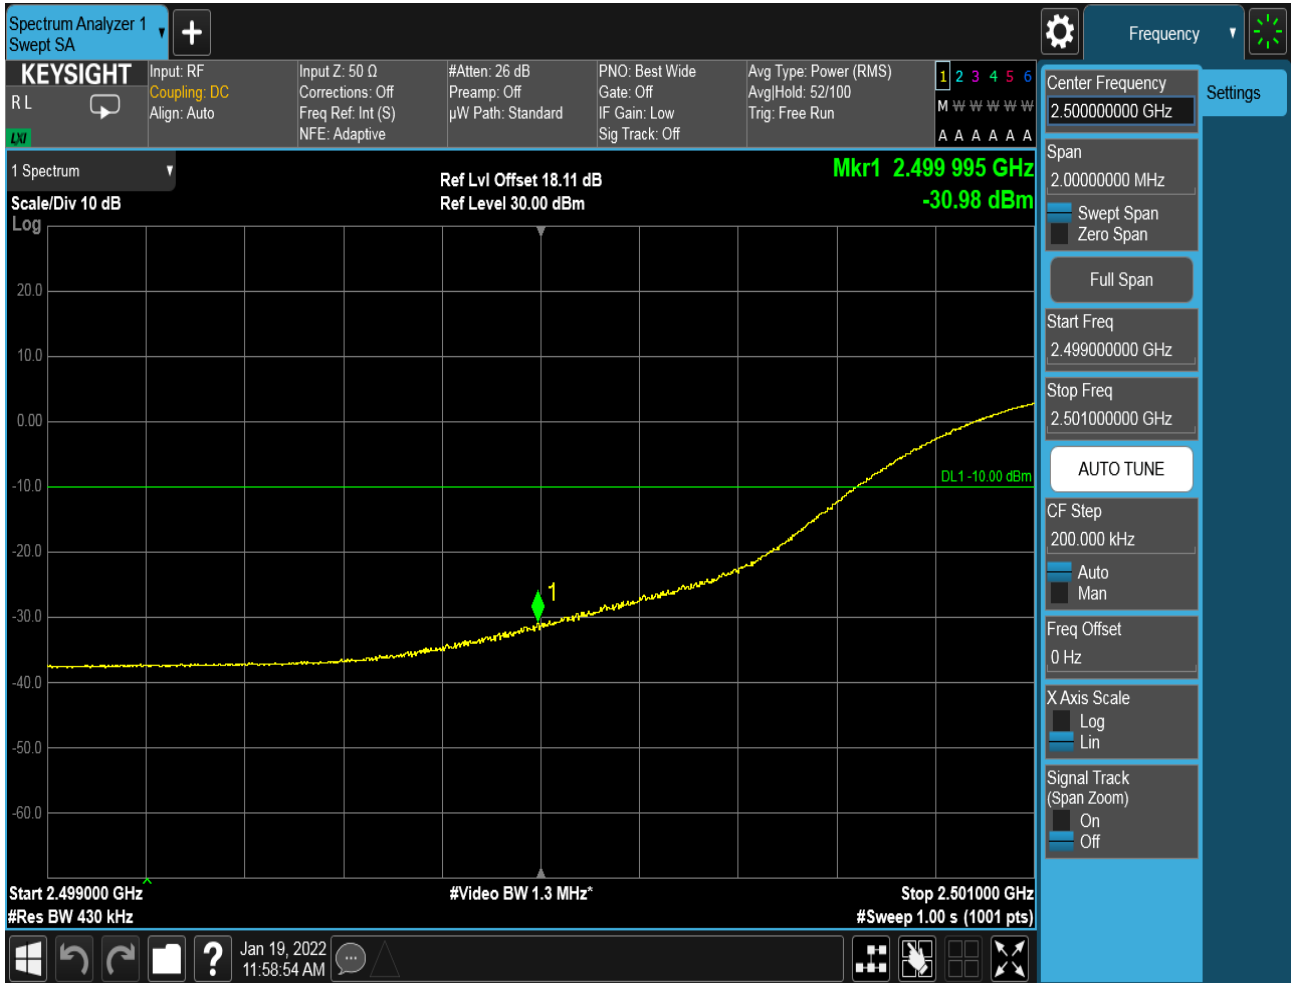 Spectrum Analyzer 1
Swept SA
Frequency
KEYSIGHT
R L
LXI
Input: RF
Coupling: DC
Align: Auto
Input Z: 50 Ω
Corrections: Off
Freq Ref: Int (S)
NFE: Adaptive
#Atten: 26 dB
Preamp: Off
µW Path: Standard
PNO: Best Wide
Gate: Off
IF Gain: Low
Sig Track: Off
Avg Type: Power (RMS)
Avg|Hold: 52/100
Trig: Free Run
1 2 3 4 5 6
M W W W W W
A A A A A A
1 Spectrum
Scale/Div 10 dB
Log
Ref Lvl Offset 18.11 dB
Ref Level 30.00 dBm
Mkr1 2.499 995 GHz
-30.98 dBm
20.0
10.0
0.00
-10.0
-20.0
-30.0
-40.0
-50.0
-60.0
DL1 -10.00 dBm
1
Start 2.499000 GHz
#Res BW 430 kHz
#Video BW 1.3 MHz*
Stop 2.501000 GHz
#Sweep 1.00 s (1001 pts)
Center Frequency
2.500000000 GHz
Settings
Span
2.00000000 MHz
Swept Span
Zero Span
Full Span
Start Freq
2.499000000 GHz
Stop Freq
2.501000000 GHz
AUTO TUNE
CF Step
200.000 kHz
Auto
Man
Freq Offset
0 Hz
X Axis Scale
Log
Lin
Signal Track
(Span Zoom)
On
Off
?
Jan 19, 2022
11:58:54 AM